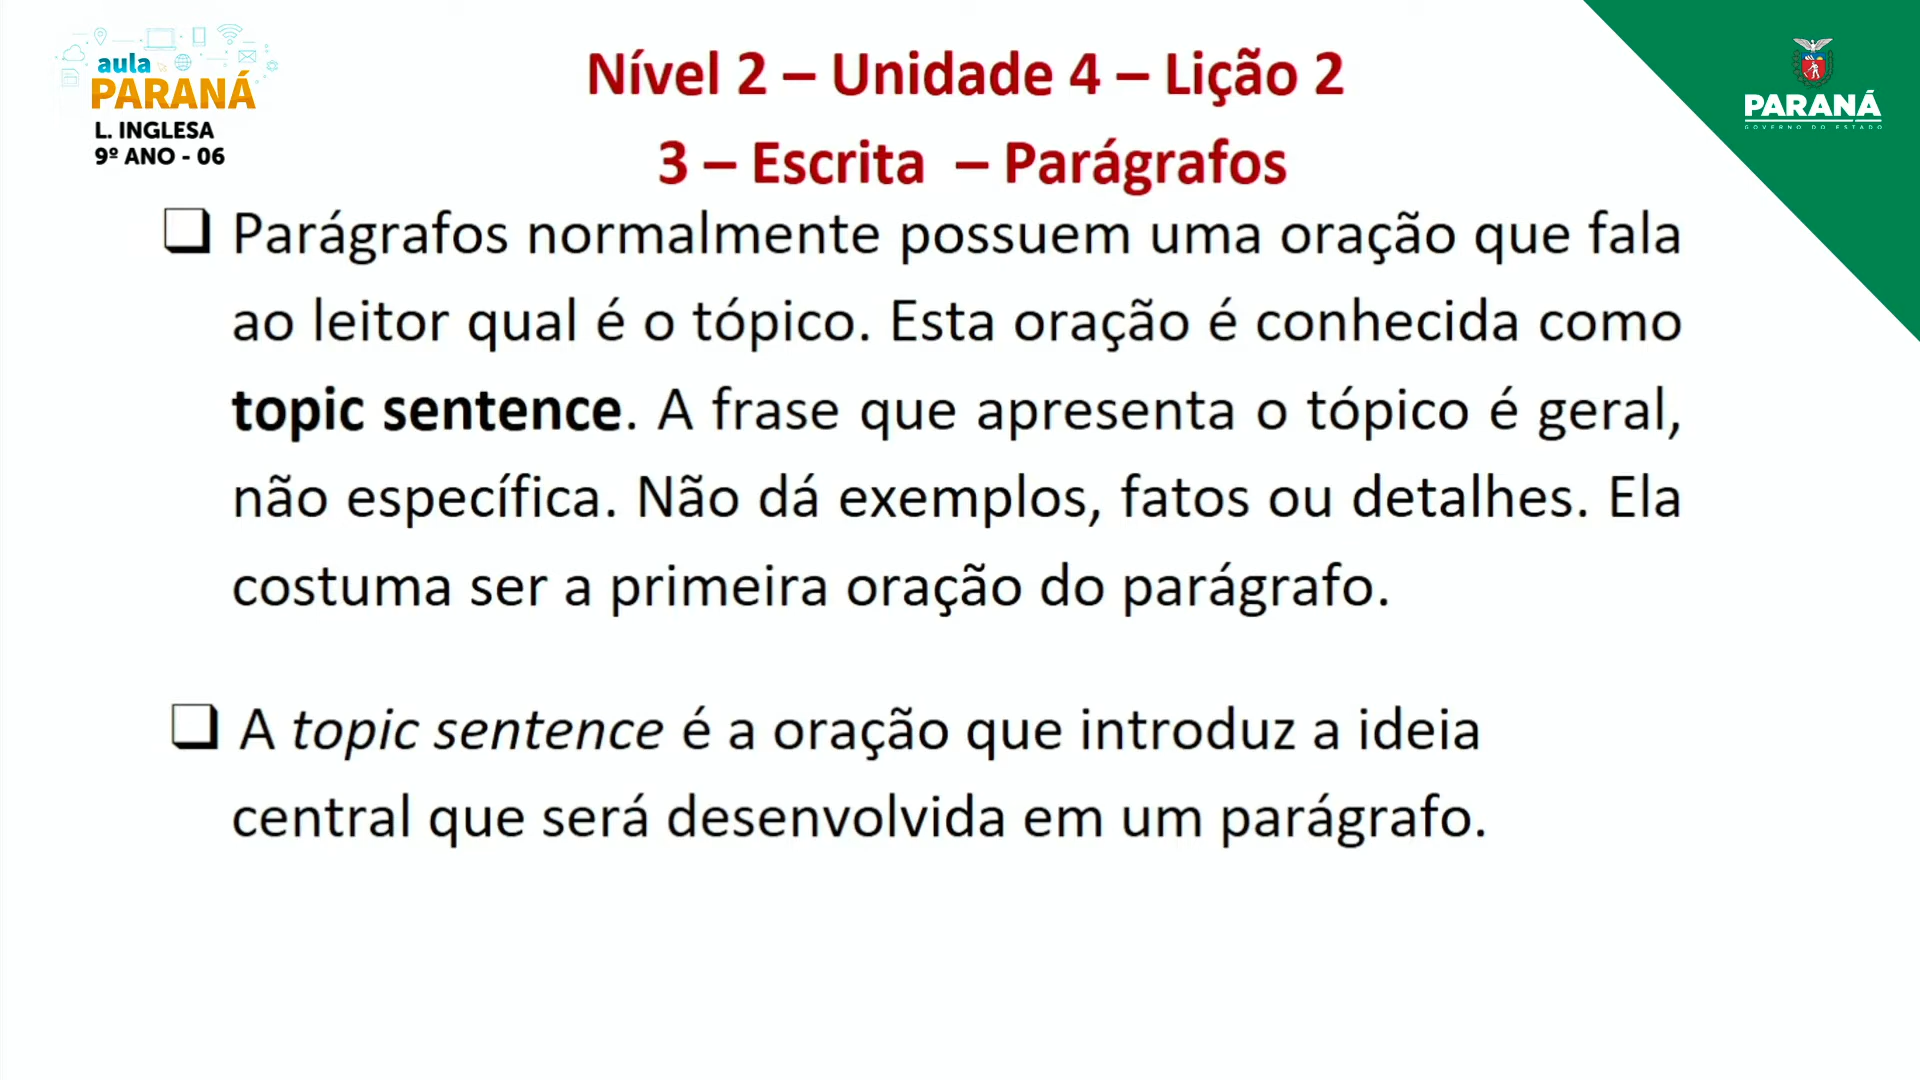 aula
PARANÁ
L. INGLESA
9º ANO - 06
Nível 2 – Unidade 4 – Lição 2
3 – Escrita – Parágrafos
PARANÁ
GOVERNO DO ESTADO
❑ Parágrafos normalmente possuem uma oração que fala
ao leitor qual é o tópico. Esta oração é conhecida como
topic sentence. A frase que apresenta o tópico é geral,
não específica. Não dá exemplos, fatos ou detalhes. Ela
costuma ser a primeira oração do parágrafo.
❑ A topic sentence é a oração que introduz a ideia
central que será desenvolvida em um parágrafo.